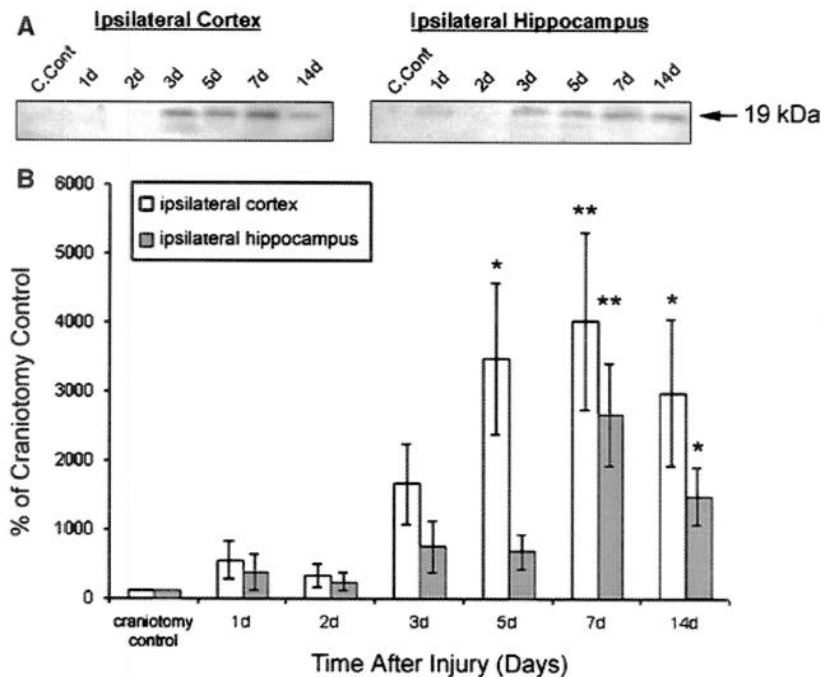 A
Ipsilateral Cortex
Ipsilateral Hippocampus
C.Cont 1d 2d 3d 5d 7d 14d
C.Cont 1d 2d 3d 5d 7d 14d
19 kDa
B
% of Craniotomy Control
6000
5000
4000
3000
2000
1000
0
ipsilateral cortex
ipsilateral hippocampus
*
**
**
*
*
craniotomy control 1d 2d 3d 5d 7d 14d
Time After Injury (Days)